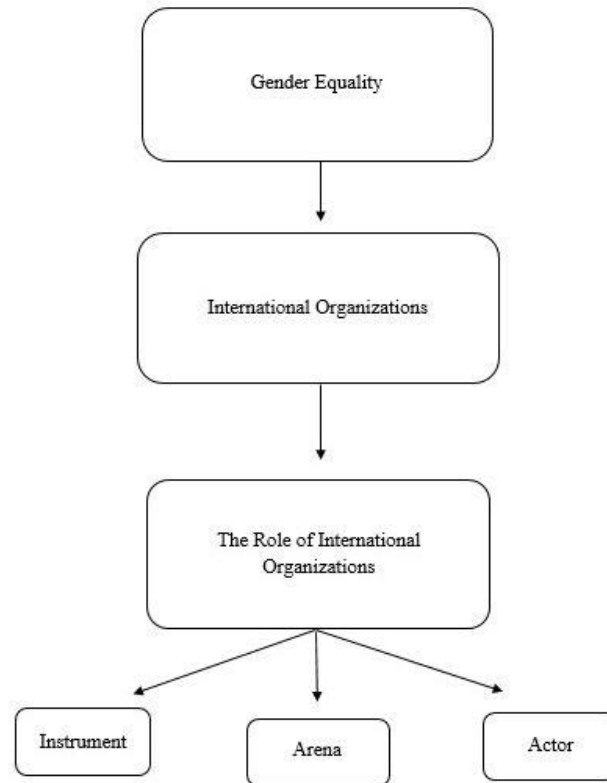 Gender Equality
International Organizations
The Role of International
Organizations
Instrument
Arena
Actor